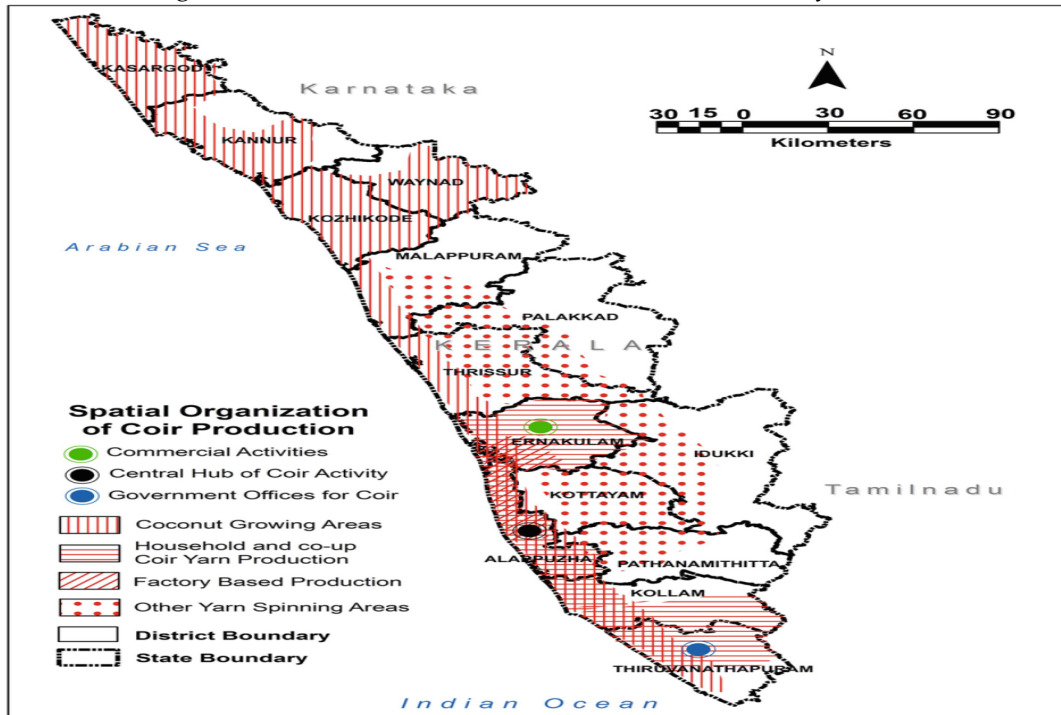 N
Karnataka
30 15 0 30 60 90
Kilometers
KASARGOD
KANNUR
WAYNAD
KOZHIKODE
Arabian Sea
MALAPPURAM
PALAKKAD
KERALA
THRISSUR
ERNAKULAM
IDUKKI
KOTTAYAM
Tamilnadu
ALAPPUZHA
PATHANAMITHITTA
KOLLAM
THIRUVANATHAPURAM
Indian Ocean
Spatial Organization
of Coir Production
Commercial Activities
Central Hub of Coir Activity
Government Offices for Coir
Coconut Growing Areas
Household and co-up
Coir Yarn Production
Factory Based Production
Other Yarn Spinning Areas
District Boundary
State Boundary